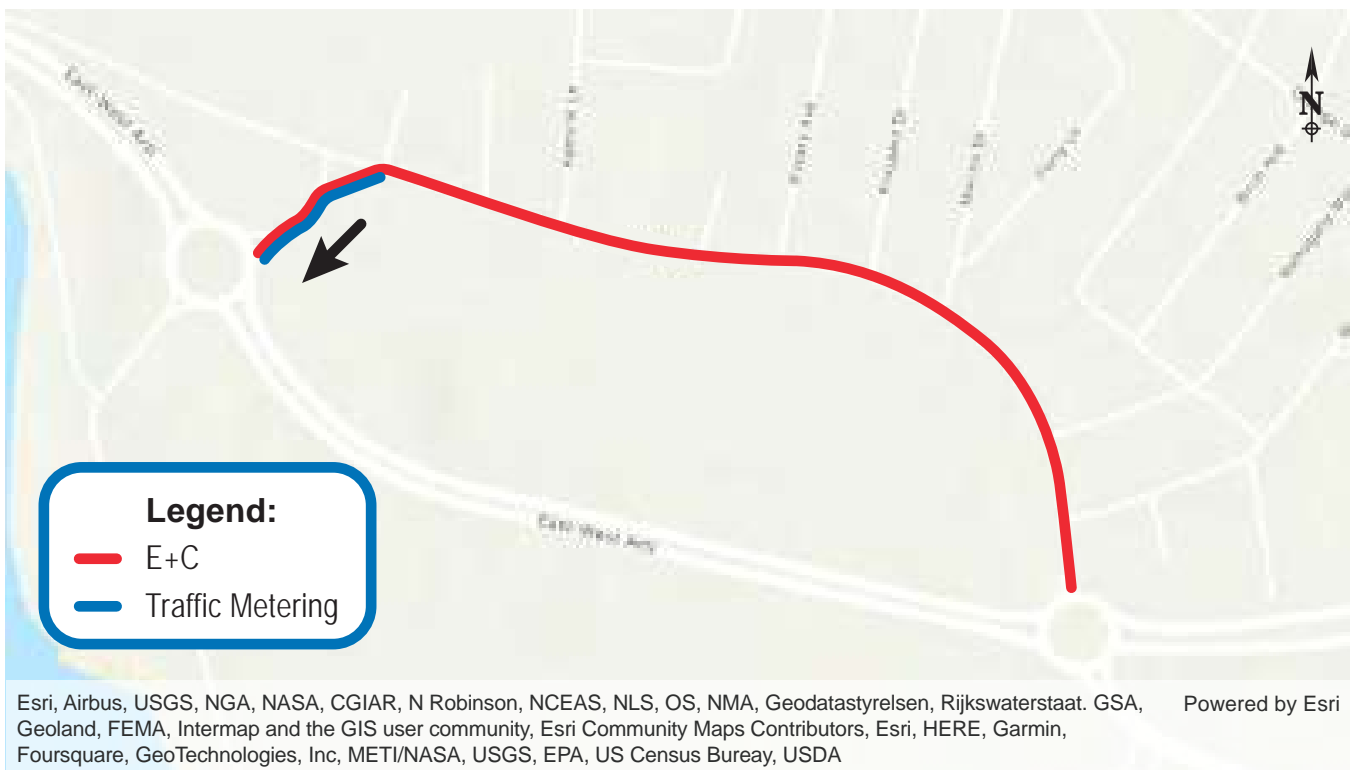 East West Arm
N
Legend:
E+C
Traffic Metering
East West Arm
Esri, Airbus, USGS, NGA, NASA, CGIAR, N Robinson, NCEAS, NLS, OS, NMA, Geodatastyrelsen, Rijkswaterstaat. GSA,
Geoland, FEMA, Intermap and the GIS user community, Esri Community Maps Contributors, Esri, HERE, Garmin,
Foursquare, GeoTechnologies, Inc, METI/NASA, USGS, EPA, US Census Bureay, USDA
Powered by Esri